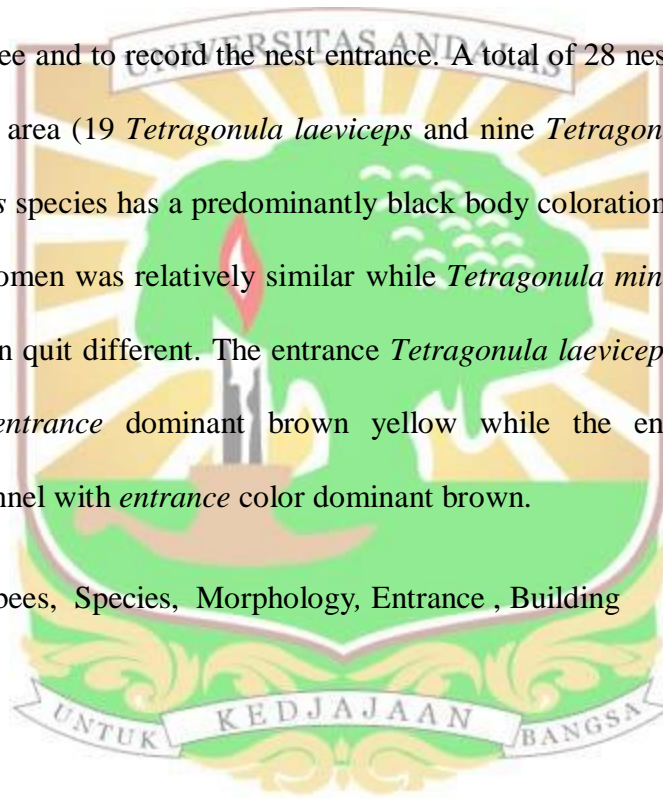 UNIVERSITAS ANDALAS
ee and to record the nest entrance. A total of 28 nes
area (19 Tetragonula laeviceps and nine Tetragon
s species has a predominantly black body coloration
omen was relatively similar while Tetragonula min
n quit different. The entrance Tetragonula laevicep
entrance dominant brown yellow while the en
nnel with entrance color dominant brown.
bees, Species, Morphology, Entrance , Building
UNTUK KEDJAJAAN BANGSA